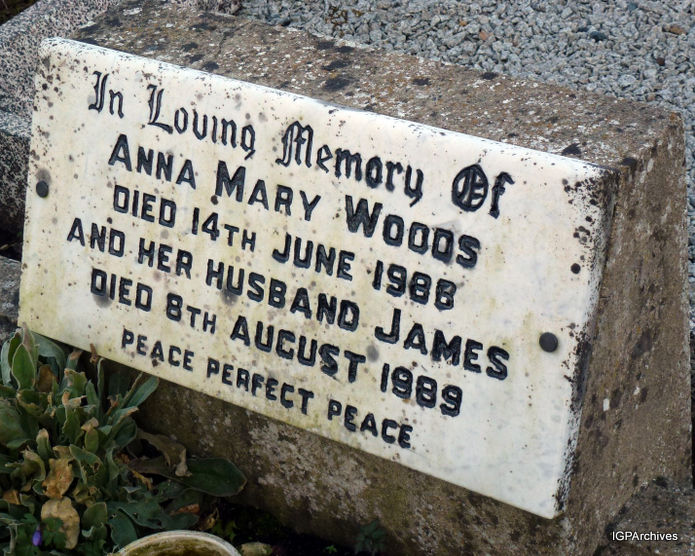 In Loving Memory Of
ANNA MARY WOODS
DIED 14TH JUNE 1986
AND HER HUSBAND JAMES
DIED 8TH AUGUST 1989
PEACE PERFECT PEACE
IGPArchives